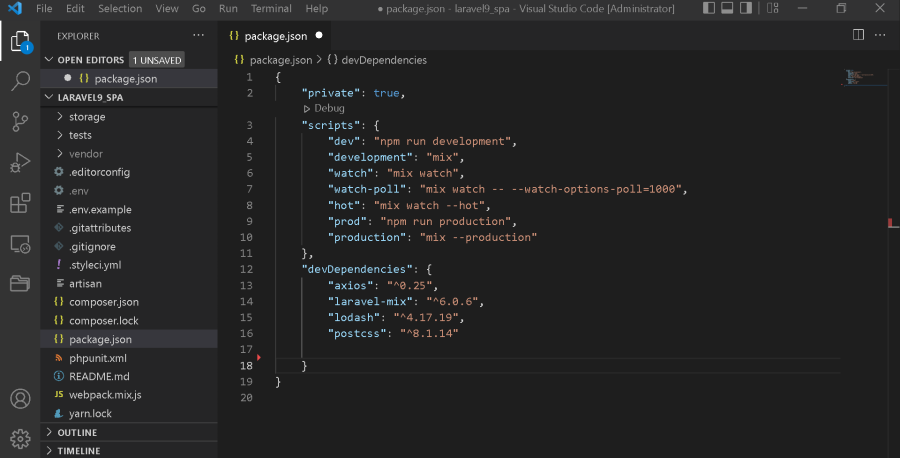 File Edit Selection View Go Run Terminal Help ● package.json - laravel9_spa - Visual Studio Code [Administrator]
EXPLORER ···
OPEN EDITORS 1 UNSAVED
{} package.json
LARAVEL9_SPA
storage
tests
vendor
.editorconfig
.env
.env.example
.gitattributes
.gitignore
! .styleci.yml
artisan
{} composer.json
{} composer.lock
{} package.json
phpunit.xml
README.md
JS webpack.mix.js
yarn.lock
OUTLINE
TIMELINE
1
{} package.json ●
{} package.json > {} devDependencies
1 {
2 "private": true,
Debug
3 "scripts": {
4 "dev": "npm run development",
5 "development": "mix",
6 "watch": "mix watch",
7 "watch-poll": "mix watch -- --watch-options-poll=1000",
8 "hot": "mix watch --hot",
9 "prod": "npm run production",
10 "production": "mix --production"
11 },
12 "devDependencies": {
13 "axios": "^0.25",
14 "laravel-mix": "^6.0.6",
15 "lodash": "^4.17.19",
16 "postcss": "^8.1.14"
17
18 }
19 }
20